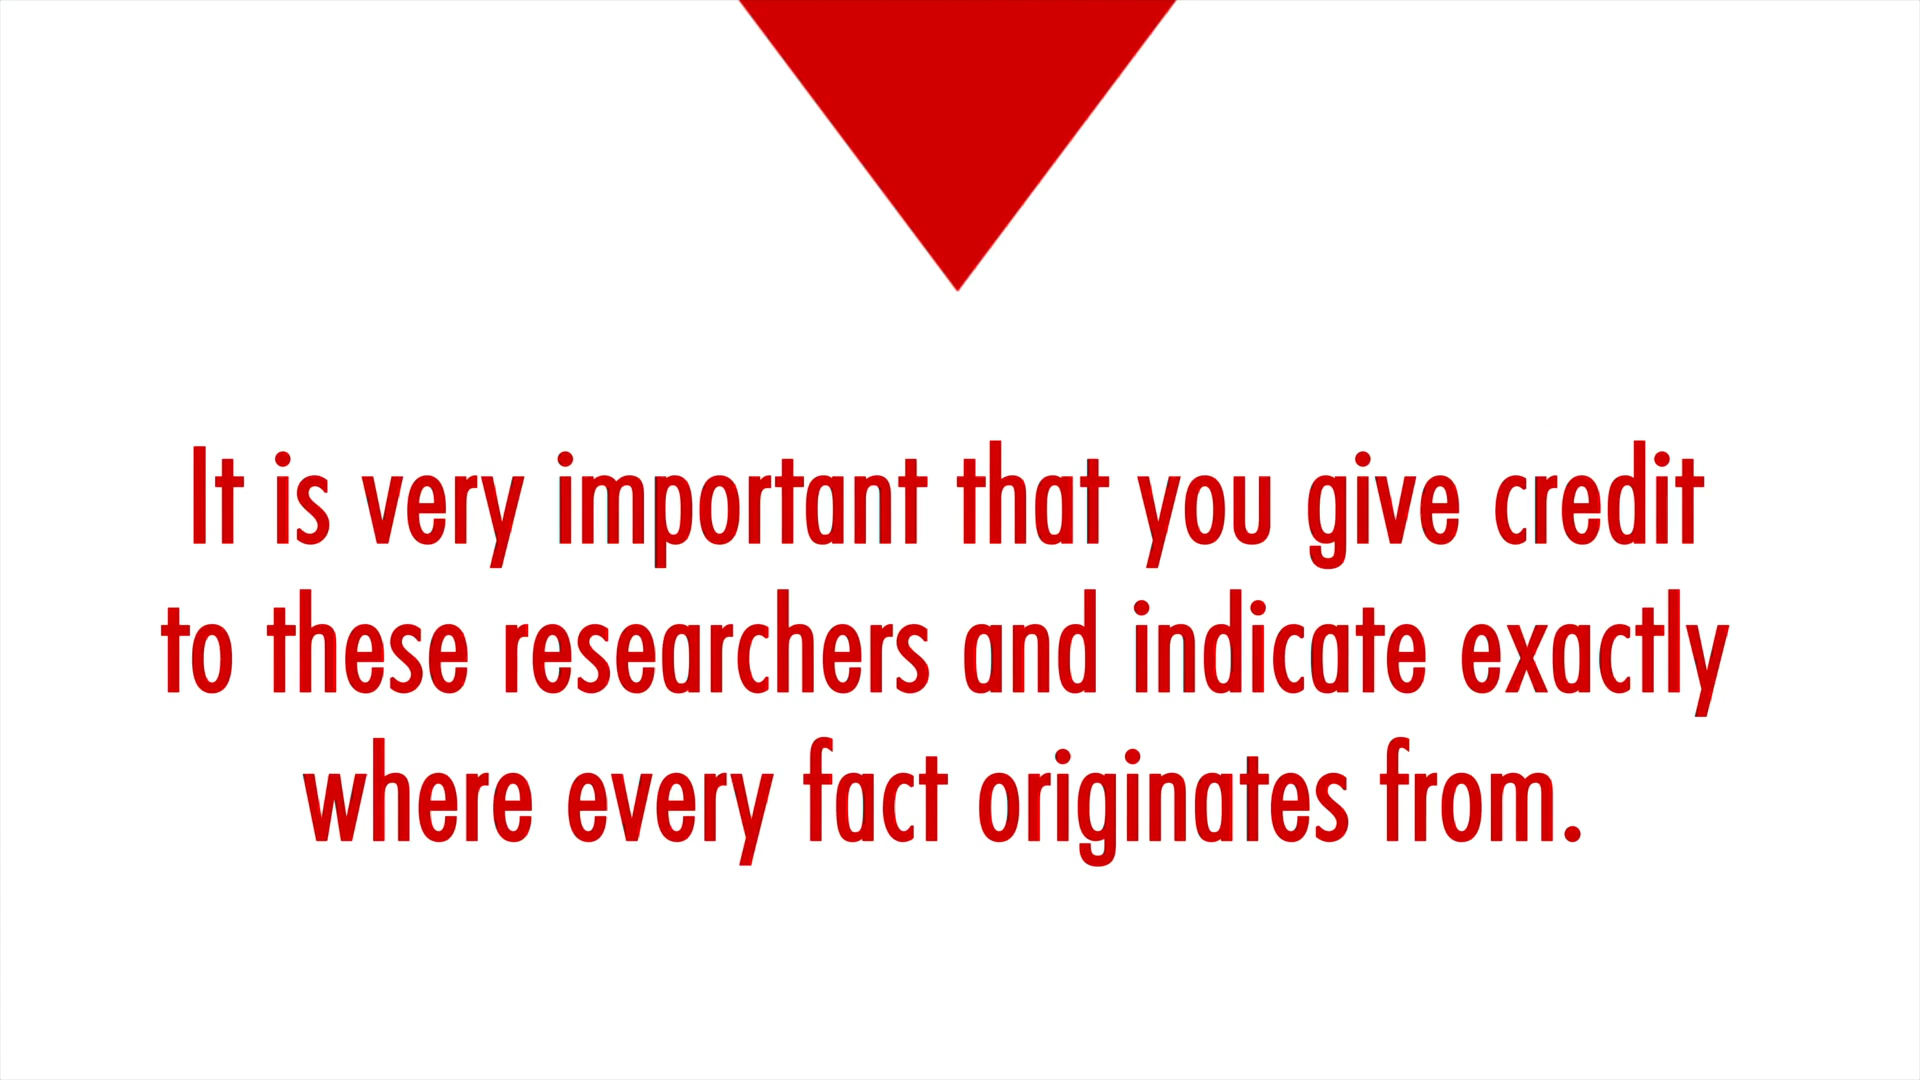 It is very important that you give credit
to these researchers and indicate exactly
where every fact originates from.